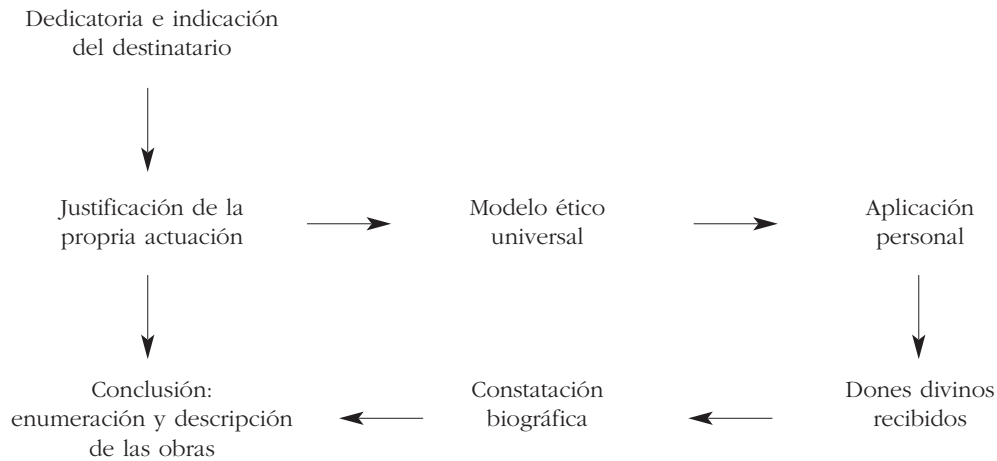 Dedicatoria e indicación
del destinatario
Justificación de la
propria actuación
Modelo ético
universal
Aplicación
personal
Conclusión:
enumeración y descripción
de las obras
Constatación
biográfica
Dones divinos
recibidos